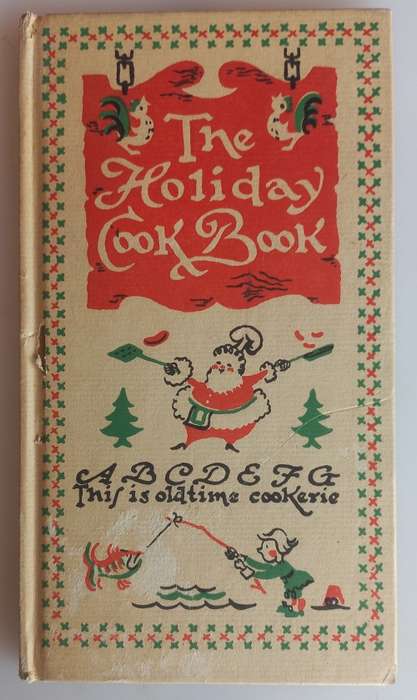 The
Holiday
Cook Book
A B C D E F G
This is oldtime cookerie